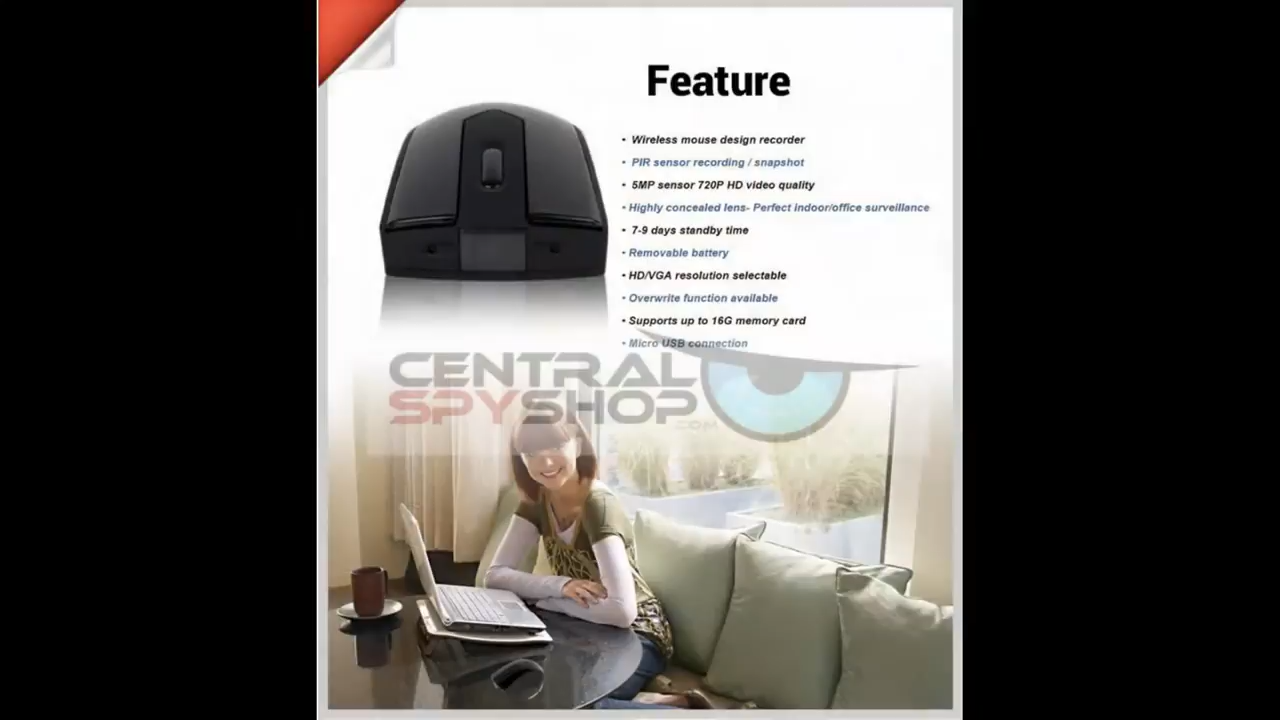 Feature
• Wireless mouse design recorder
• PIR sensor recording / snapshot
• 5MP sensor 720P HD video quality
• Highly concealed lens- Perfect indoor/office surveillance
• 7-9 days standby time
• Removable battery
• HD/VGA resolution selectable
• Overwrite function available
• Supports up to 16G memory card
• Micro USB connection
CENTRAL
SPYSHOP
.COM